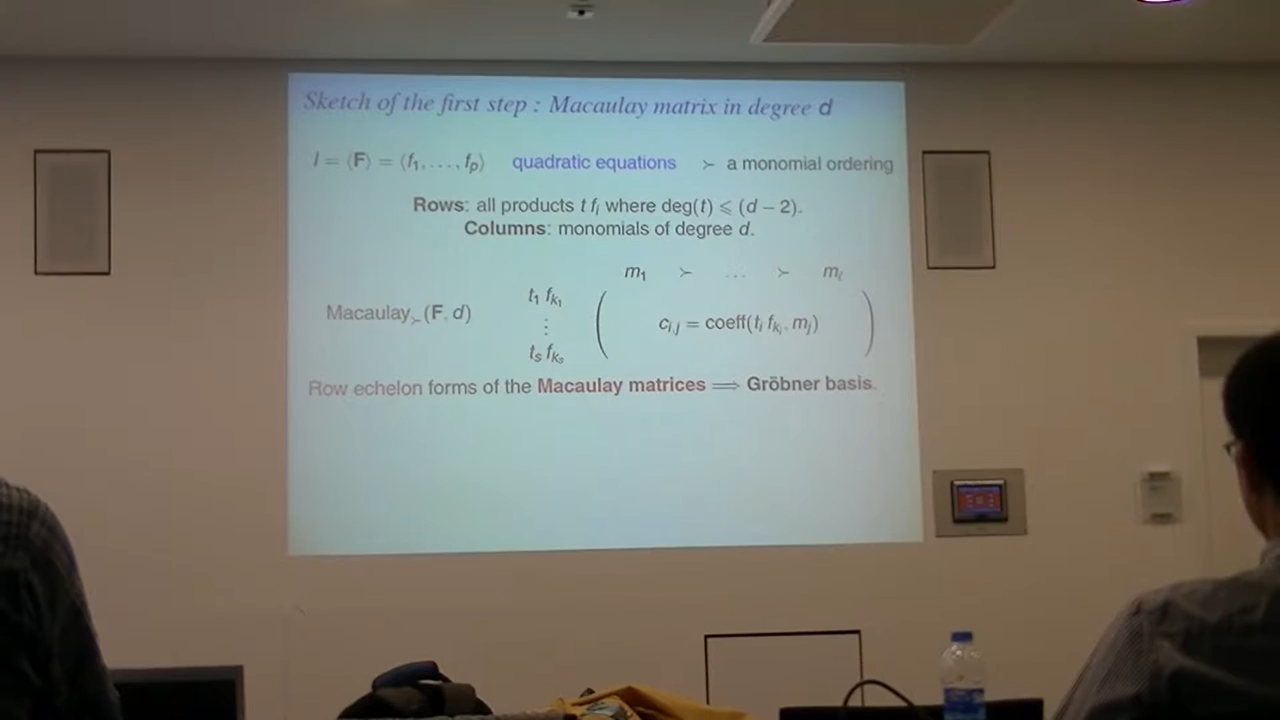 Sketch of the first step : Macaulay matrix in degree d
I = ⟨F⟩ = ⟨f₁, . . . , fₚ⟩ quadratic equations ≻ a monomial ordering
Rows: all products t fᵢ where deg(t) ⩽ (d − 2).
Columns: monomials of degree d.
m₁ ≻ . . . ≻ mℓ
t₁ fₖ₁
Macaulay≻(F, d) ⋮ cᵢ,ⱼ = coeff(tᵢ fₖᵢ, mⱼ)
tₛ fₖₛ
Row echelon forms of the Macaulay matrices ⟹ Gröbner basis.